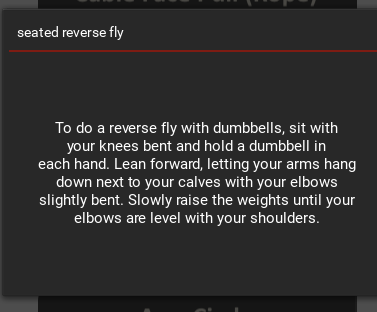 seated reverse fly
To do a reverse fly with dumbbells, sit with
your knees bent and hold a dumbbell in
each hand. Lean forward, letting your arms hang
down next to your calves with your elbows
slightly bent. Slowly raise the weights until your
elbows are level with your shoulders.